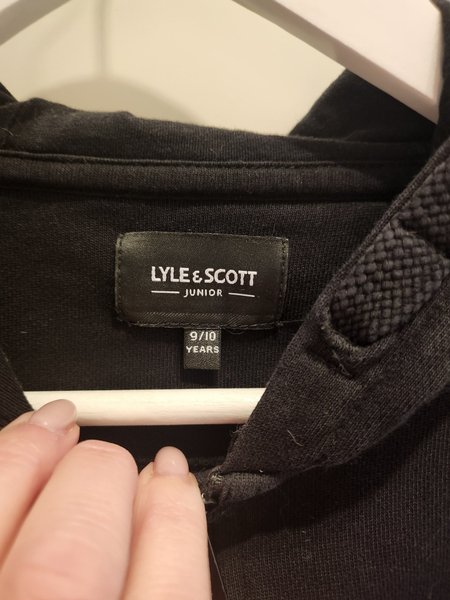 LYLE & SCOTT
JUNIOR
9/10
YEARS